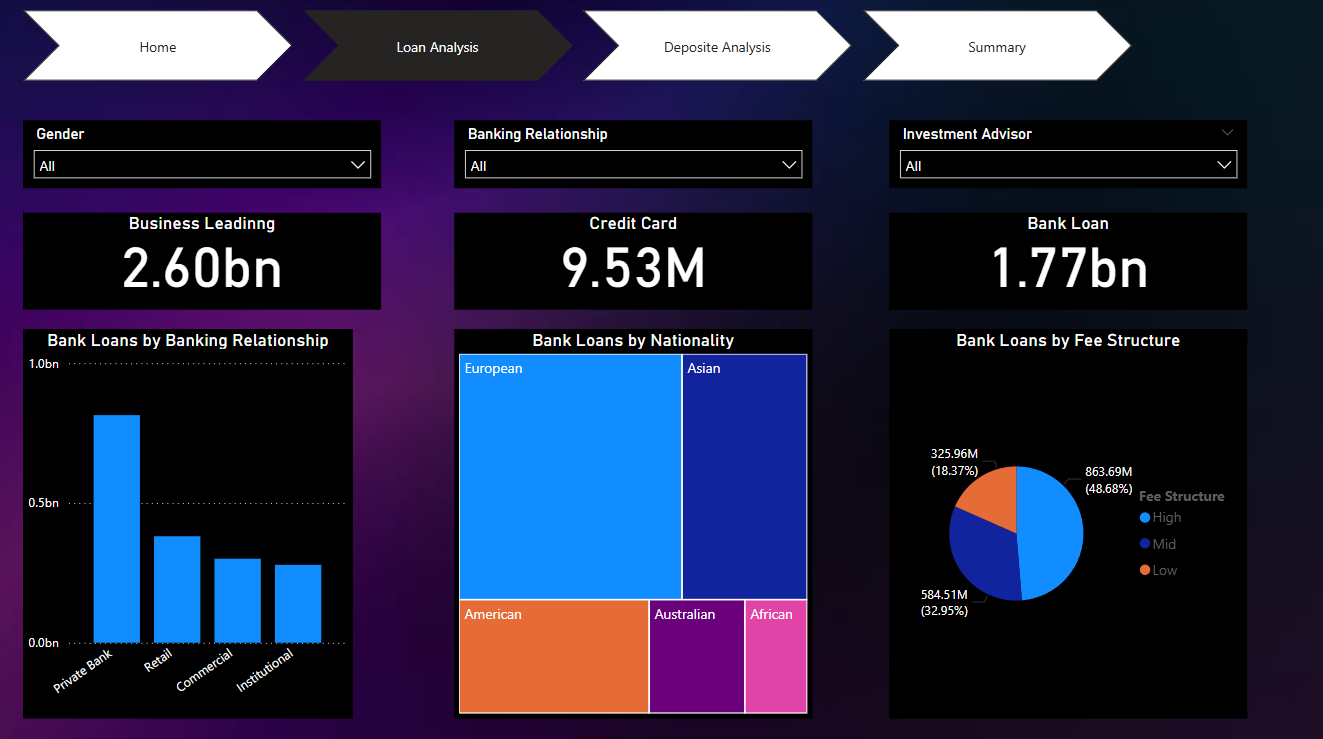 Home
Loan Analysis
Deposite Analysis
Summary
Gender
All
Banking Relationship
All
Investment Advisor
All
Business Leadinng
2.60bn
Credit Card
9.53M
Bank Loan
1.77bn
Bank Loans by Banking Relationship
1.0bn
0.5bn
0.0bn
Private Bank
Retail
Commercial
Institutional
Bank Loans by Nationality
European
Asian
American
Australian
African
Bank Loans by Fee Structure
325.96M
(18.37%)
863.69M
(48.68%)
584.51M
(32.95%)
Fee Structure
High
Mid
Low